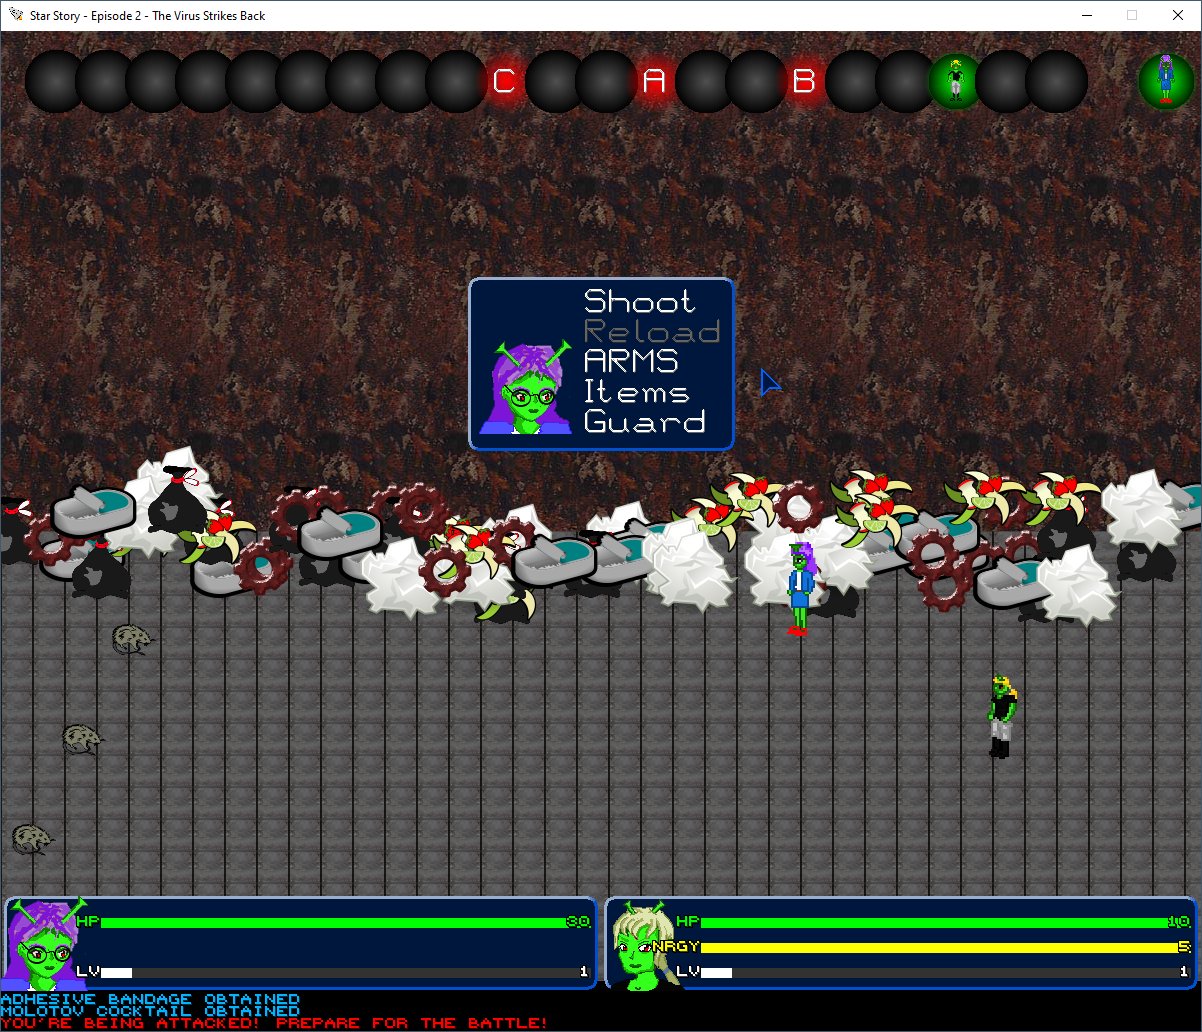 Star Story - Episode 2 - The Virus Strikes Back
C A B
Shoot
Reload
ARMS
Items
Guard
HP 30
LV 1
HP 10
NRGY 5
LV 1
ADHESIVE BANDAGE OBTAINED
MOLOTOV COCKTAIL OBTAINED
YOU'RE BEING ATTACKED! PREPARE FOR THE BATTLE!